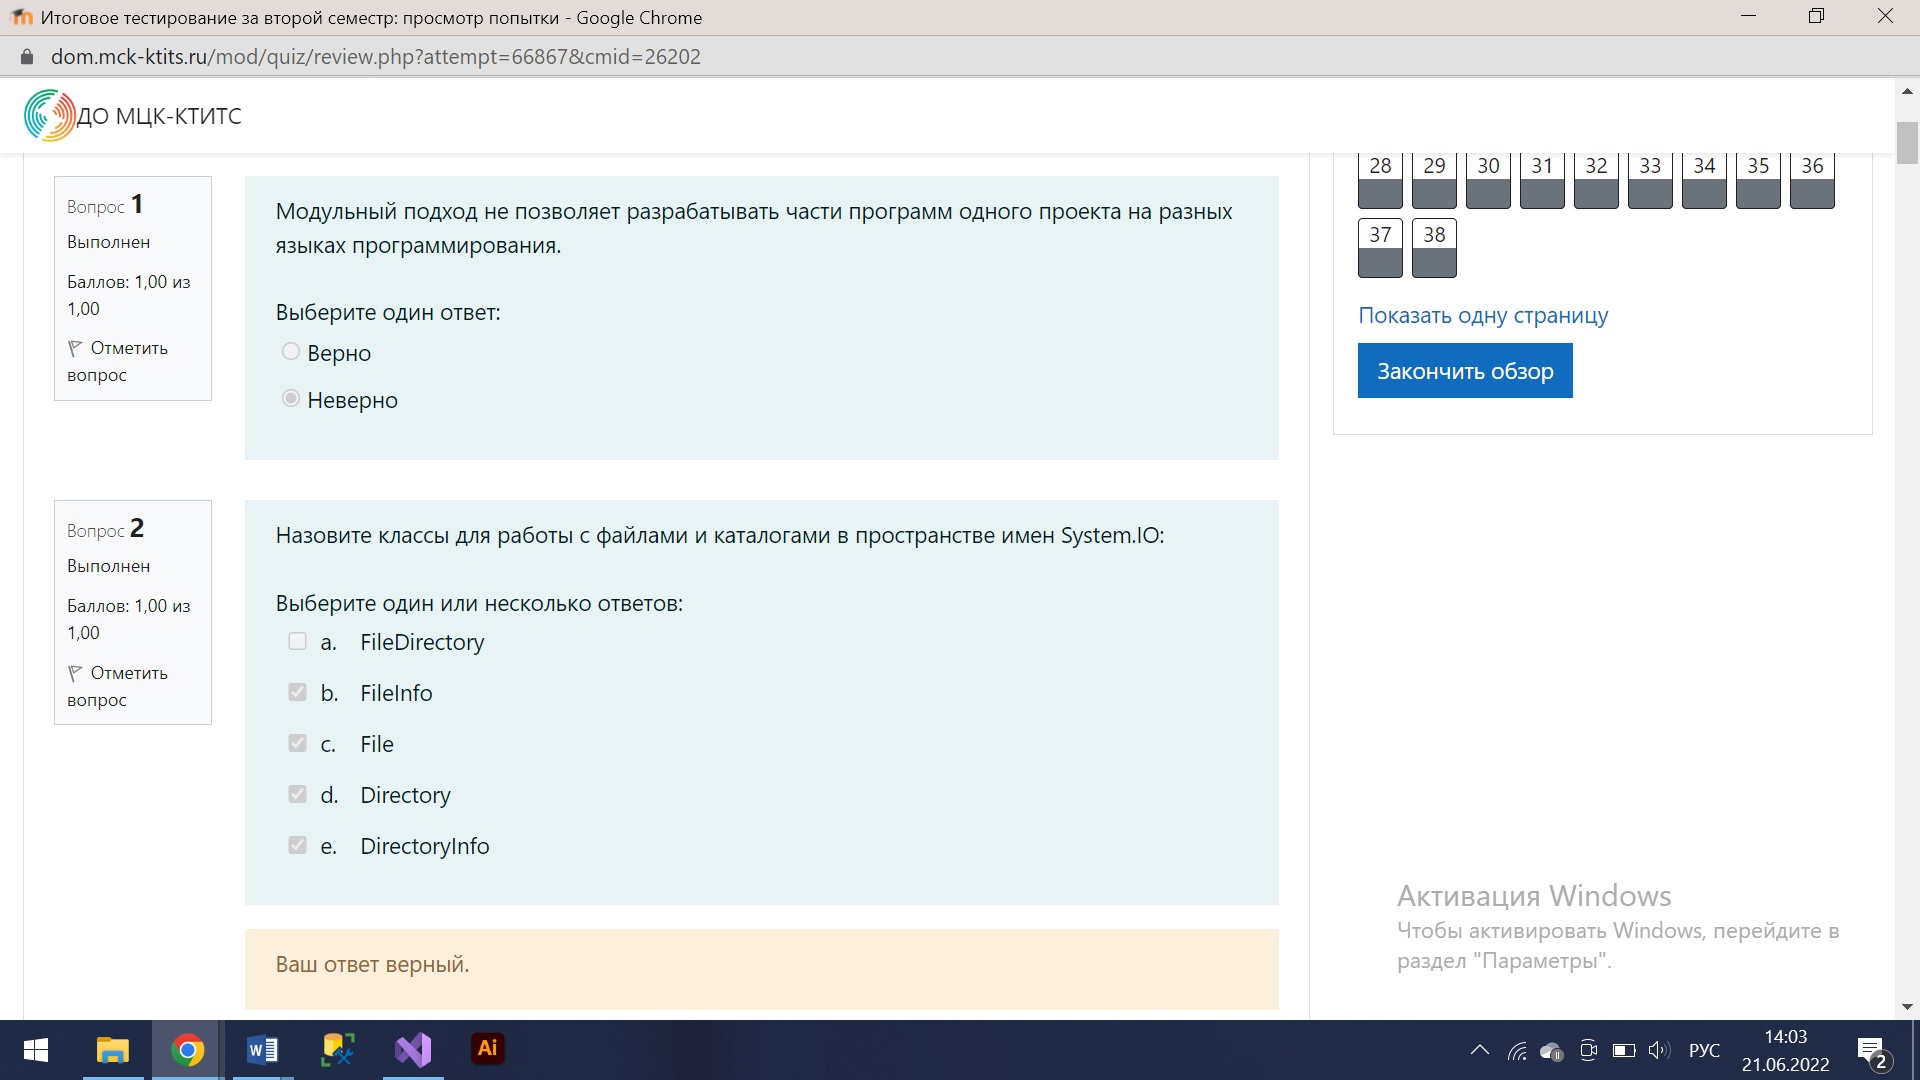 Итоговое тестирование за второй семестр: просмотр попытки - Google Chrome
dom.mck-ktits.ru/mod/quiz/review.php?attempt=66867&cmid=26202
ДО МЦК-КТИТС
Вопрос 1
Выполнен
Баллов: 1,00 из
1,00
Отметить
вопрос
Модульный подход не позволяет разрабатывать части программ одного проекта на разных
языках программирования.
Выберите один ответ:
Верно
Неверно
28 29 30 31 32 33 34 35 36
37 38
Показать одну страницу
Закончить обзор
Вопрос 2
Выполнен
Баллов: 1,00 из
1,00
Отметить
вопрос
Назовите классы для работы с файлами и каталогами в пространстве имен System.IO:
Выберите один или несколько ответов:
a. FileDirectory
b. FileInfo
c. File
d. Directory
e. DirectoryInfo
Ваш ответ верный.
Активация Windows
Чтобы активировать Windows, перейдите в
раздел "Параметры".
W
Ai
РУС
14:03
21.06.2022
2